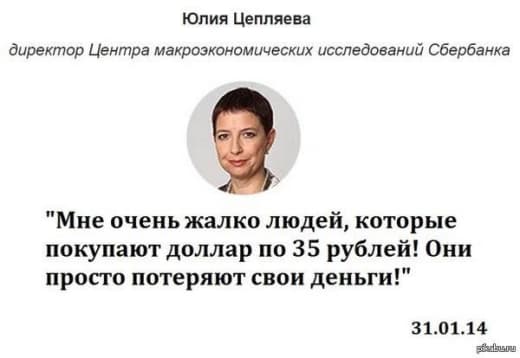 Юлия Цепляева
директор Центра макроэкономических исследований Сбербанка
"Мне очень жалко людей, которые
покупают доллар по 35 рублей! Они
просто потеряют свои деньги!"
31.01.14
pikabu.ru